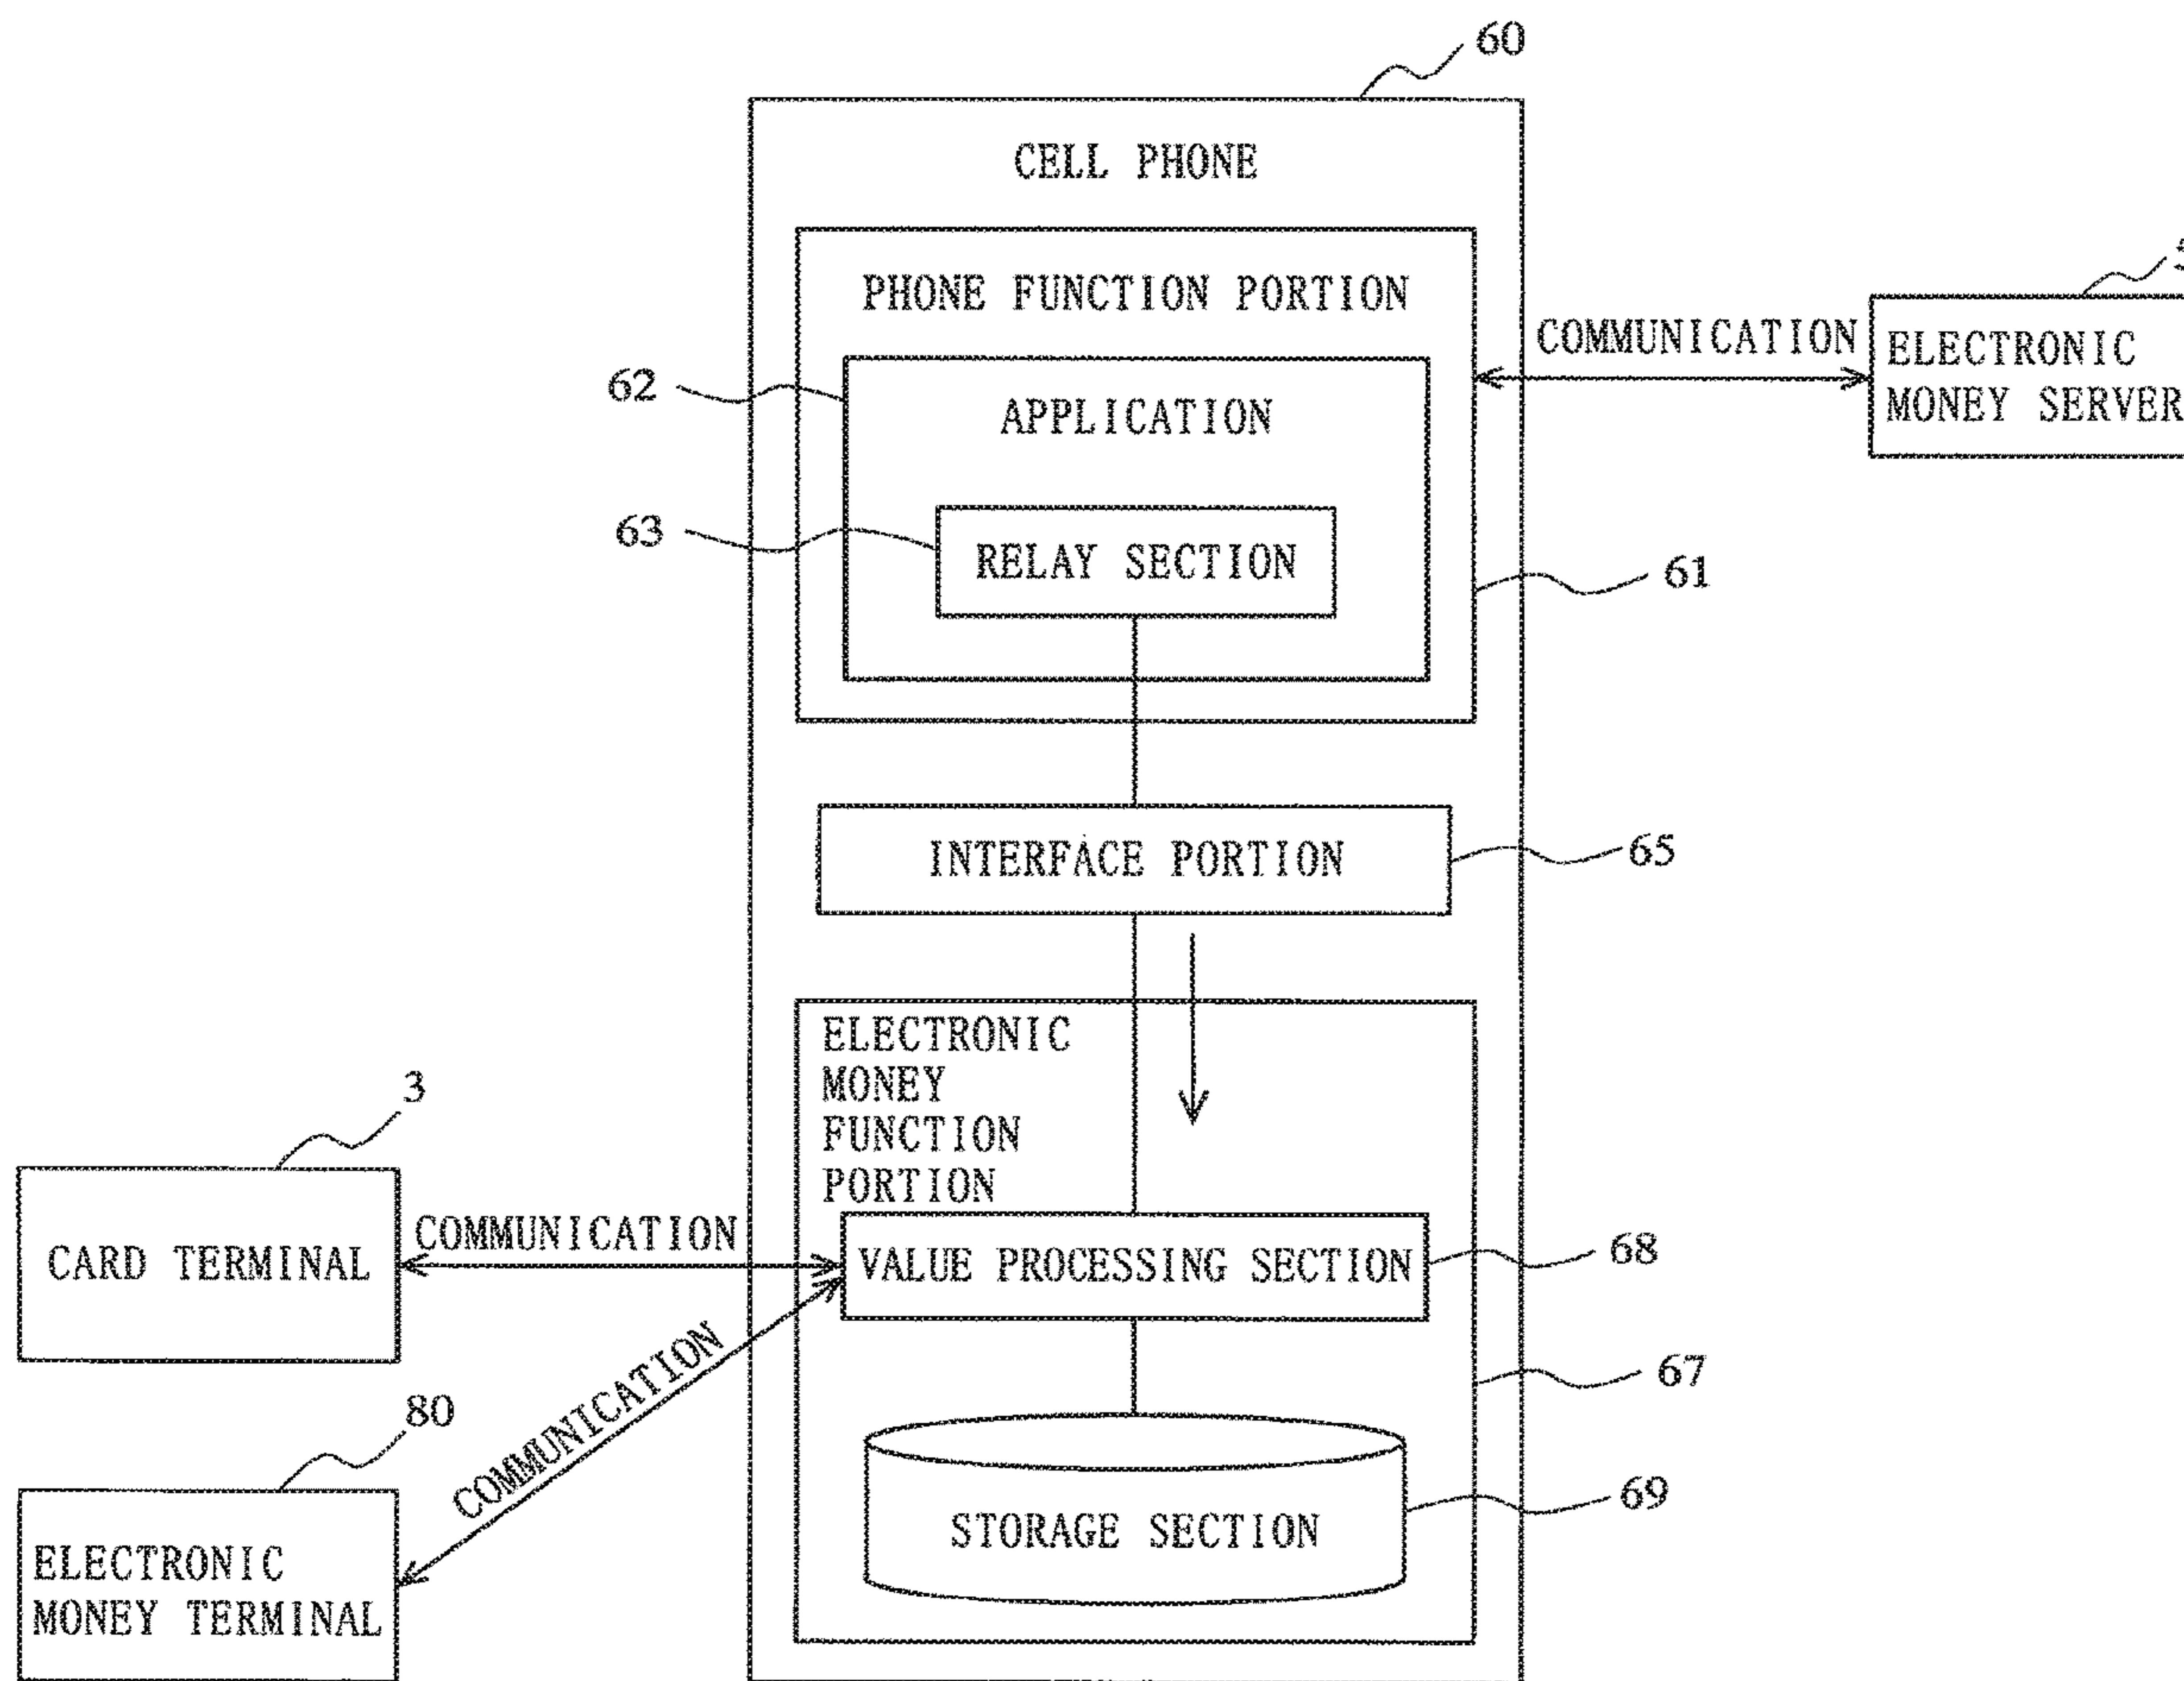 60
CELL PHONE
PHONE FUNCTION PORTION
COMMUNICATION
ELECTRONIC
MONEY SERVER
62
APPLICATION
63
RELAY SECTION
61
INTERFACE PORTION
65
ELECTRONIC
MONEY
FUNCTION
PORTION
3
CARD TERMINAL
COMMUNICATION
VALUE PROCESSING SECTION
68
67
80
COMMUNICATION
ELECTRONIC
MONEY TERMINAL
STORAGE SECTION
69